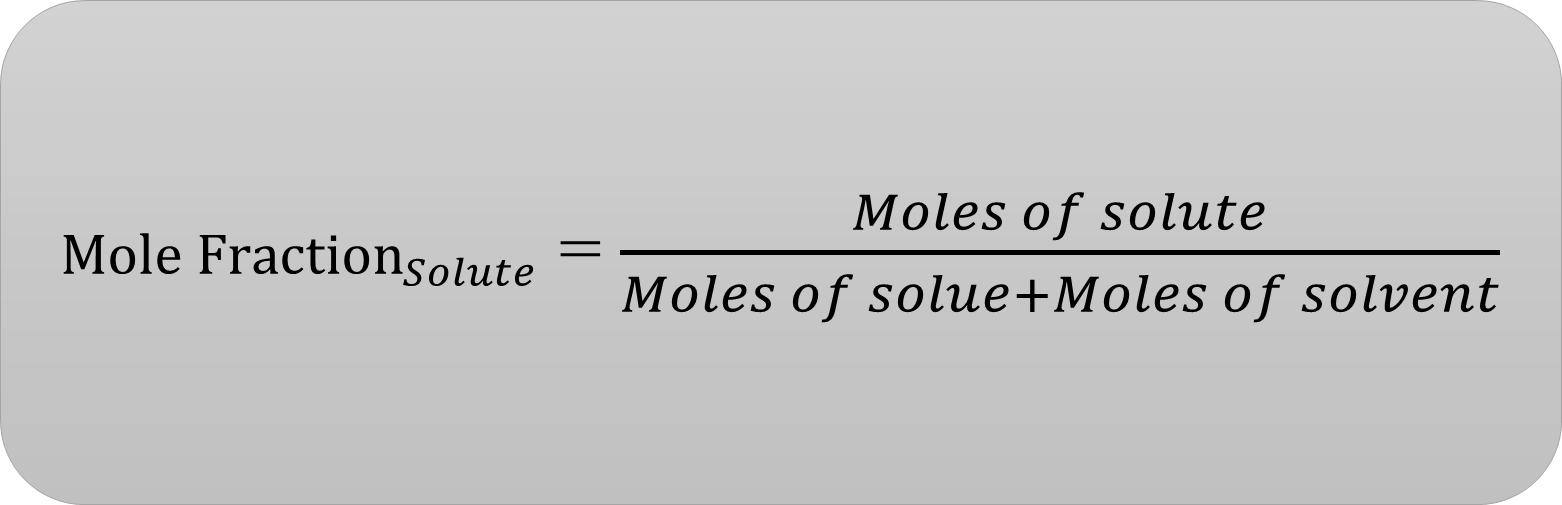 Mole Fraction_Solute = Moles of solute
Moles of solue+Moles of solvent